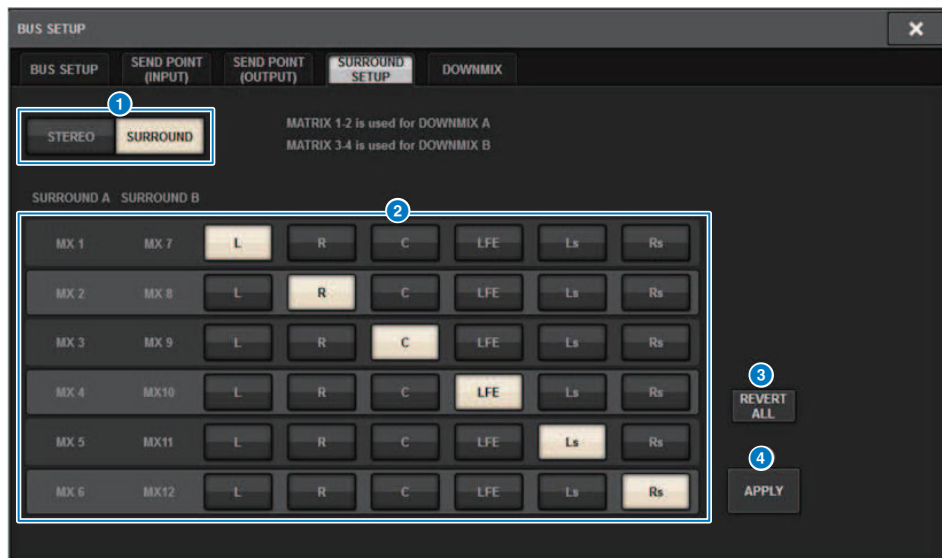 BUS SETUP
BUS SETUP SEND POINT (INPUT) SEND POINT (OUTPUT) SURROUND SETUP DOWNMIX
1
STEREO SURROUND
MATRIX 1-2 is used for DOWNMIX A
MATRIX 3-4 is used for DOWNMIX B
SURROUND A SURROUND B
2
MX 1 MX 7 L R C LFE Ls Rs
MX 2 MX 8 L R C LFE Ls Rs
MX 3 MX 9 L R C LFE Ls Rs
MX 4 MX10 L R C LFE Ls Rs
MX 5 MX11 L R C LFE Ls Rs
MX 6 MX12 L R C LFE Ls Rs
3
REVERT
ALL
4
APPLY